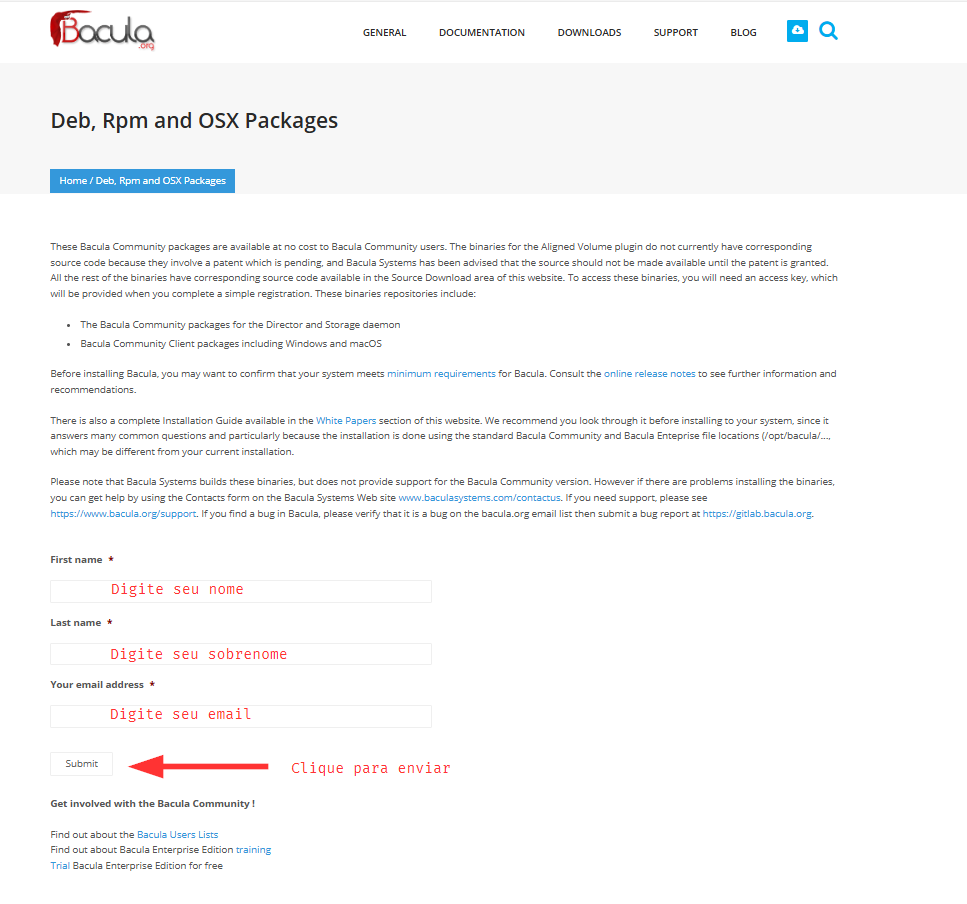 Bacula
.org
GENERAL DOCUMENTATION DOWNLOADS SUPPORT BLOG
Deb, Rpm and OSX Packages
Home / Deb, Rpm and OSX Packages
These Bacula Community packages are available at no cost to Bacula Community users. The binaries for the Aligned Volume plugin do not currently have corresponding
source code because they involve a patent which is pending, and Bacula Systems has been advised that the source should not be made available until the patent is granted.
All the rest of the binaries have corresponding source code available in the Source Download area of this website. To access these binaries, you will need an access key, which
will be provided when you complete a simple registration. These binaries repositories include:
• The Bacula Community packages for the Director and Storage daemon
• Bacula Community Client packages including Windows and macOS
Before installing Bacula, you may want to confirm that your system meets minimum requirements for Bacula. Consult the online release notes to see further information and
recommendations.
There is also a complete Installation Guide available in the White Papers section of this website. We recommend you look through it before installing to your system, since it
answers many common questions and particularly because the installation is done using the standard Bacula Community and Bacula Enteprise file locations (/opt/bacula/...,
which may be different from your current installation.
Please note that Bacula Systems builds these binaries, but does not provide support for the Bacula Community version. However if there are problems installing the binaries,
you can get help by using the Contacts form on the Bacula Systems Web site www.baculasystems.com/contactus. If you need support, please see
https://www.bacula.org/support. If you find a bug in Bacula, please verify that it is a bug on the bacula.org email list then submit a bug report at https://gitlab.bacula.org.
First name *
Digite seu nome
Last name *
Digite seu sobrenome
Your email address *
Digite seu email
Submit Clique para enviar
Get involved with the Bacula Community !
Find out about the Bacula Users Lists
Find out about Bacula Enterprise Edition training
Trial Bacula Enterprise Edition for free